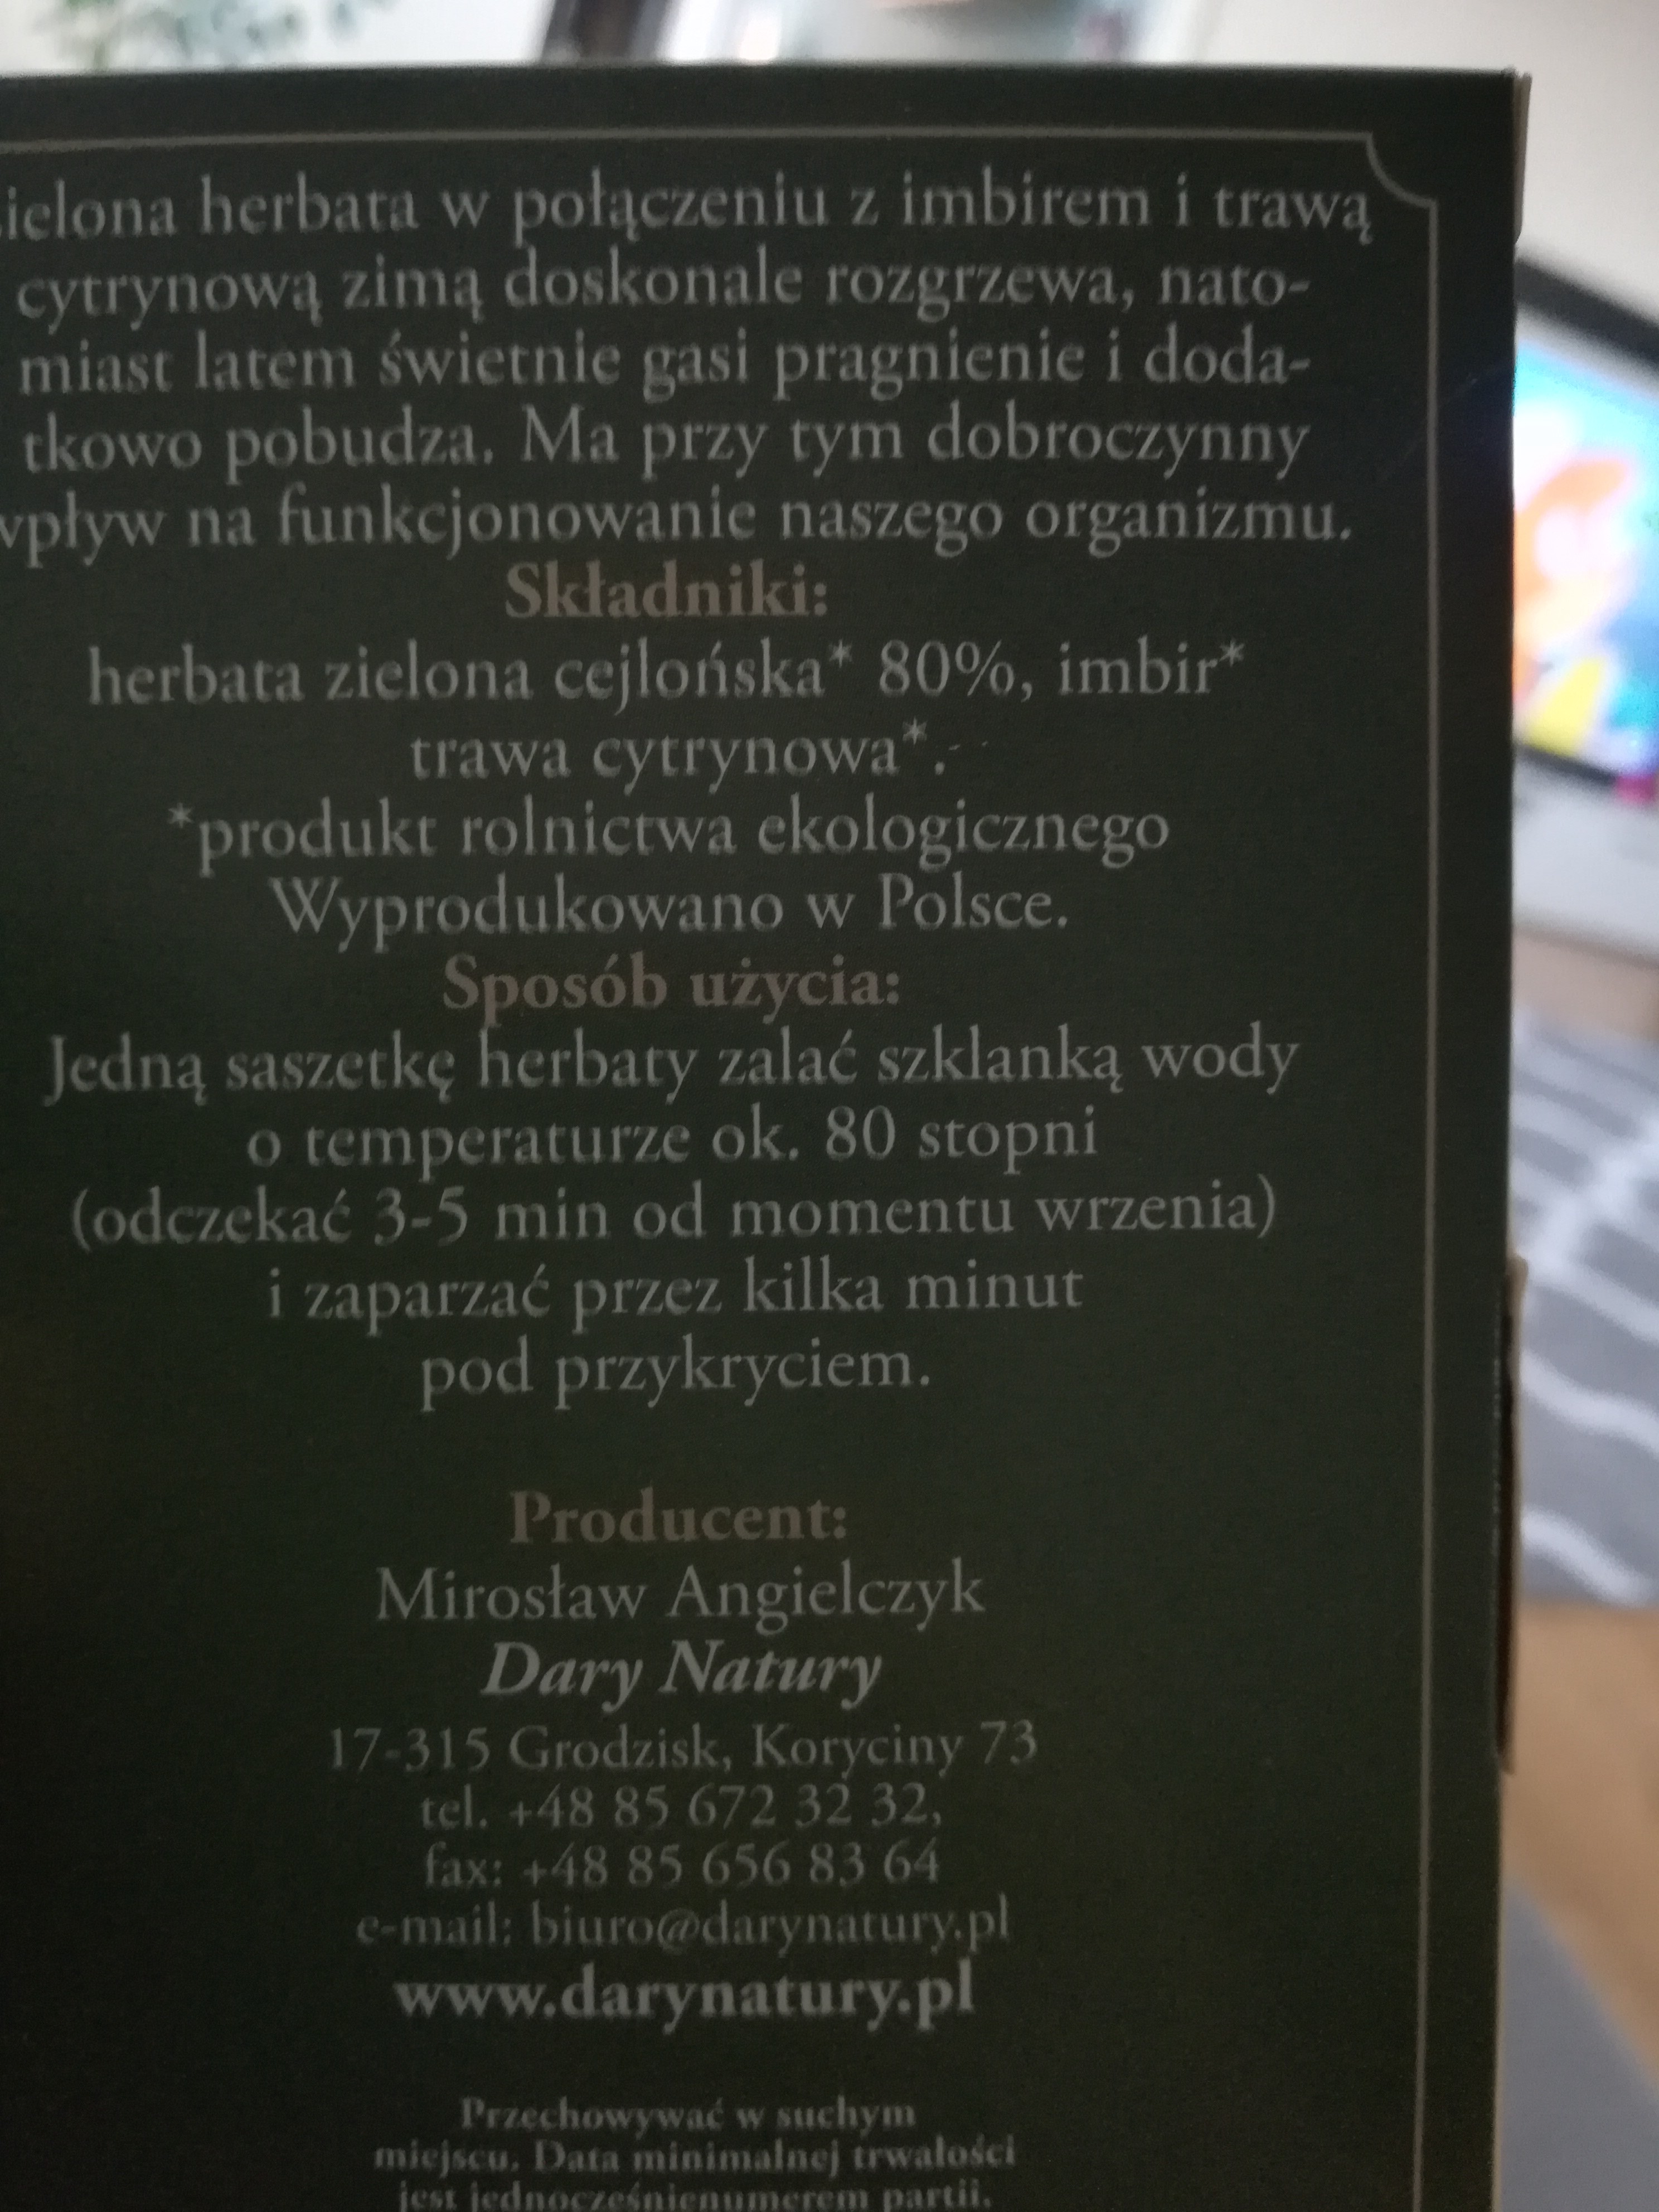 ielona herbata w połączeniu z imbirem i trawą
cytrynową zimą doskonale rozgrzewa, nato-
miast latem świetnie gasi pragnienie i doda-
tkowo pobudza. Ma przy tym dobroczynny
wpływ na funkcjonowanie naszego organizmu.
Składniki:
herbata zielona cejlońska* 80%, imbir*
trawa cytrynowa*.
*produkt rolnictwa ekologicznego
Wyprodukowano w Polsce.
Sposób użycia:
Jedną saszetkę herbaty zalać szklanką wody
o temperaturze ok. 80 stopni
(odczekać 3-5 min od momentu wrzenia)
i zaparzać przez kilka minut
pod przykryciem.
Producent:
Mirosław Angielczyk
Dary Natury
17-315 Grodzisk, Koryciny 73
tel. +48 85 672 32 32,
fax: +48 85 656 83 64
e-mail: biuro@darynatury.pl
www.darynatury.pl
Przechowywać w suchym
miejscu. Data minimalnej trwałości
jest jednocześnienumerem partii.